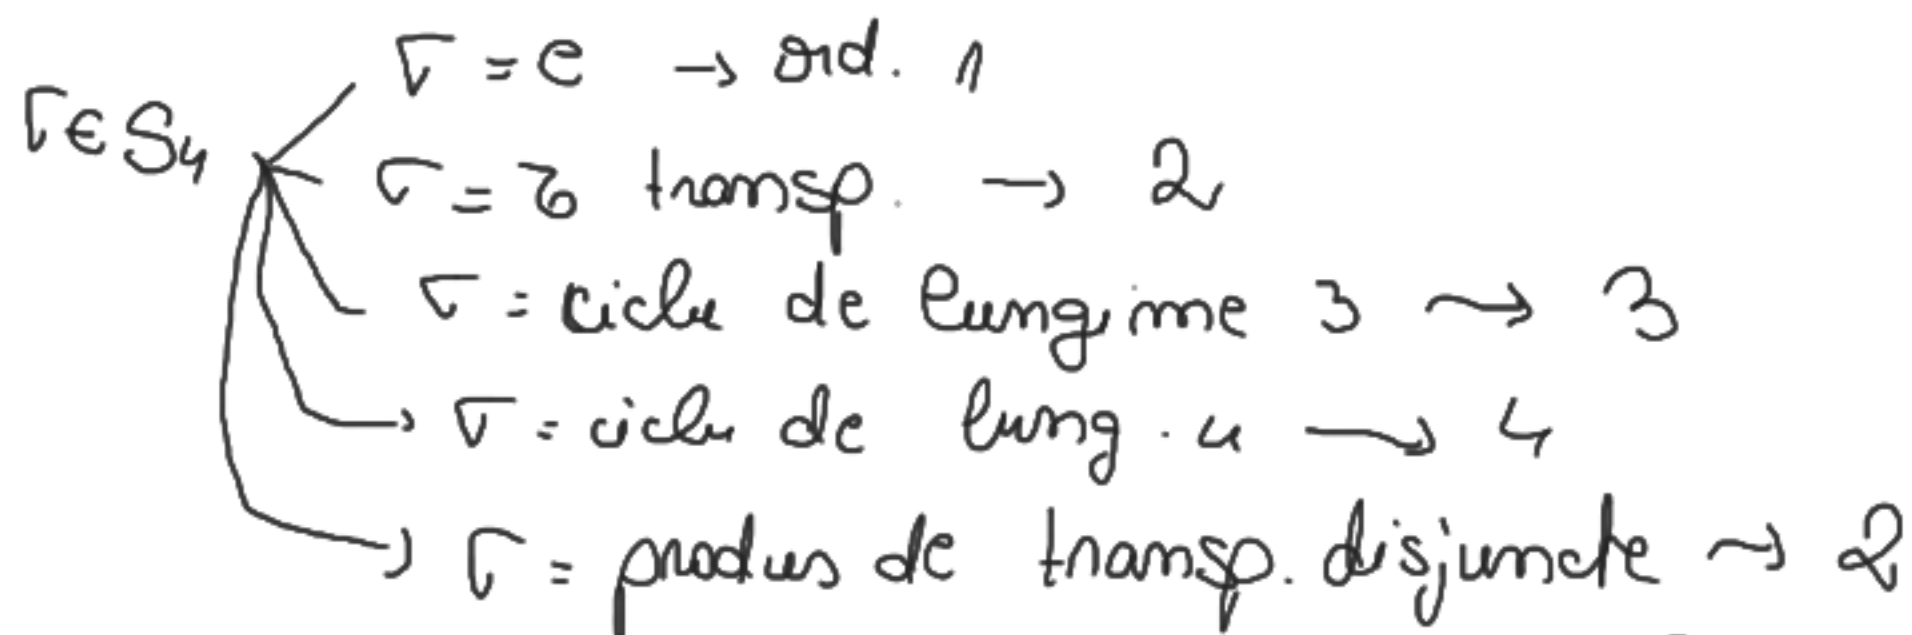 σ = e → ord. 1
σ ∈ S₄
σ = τ transp. → 2
σ = ciclu de lungime 3 → 3
→ σ = ciclu de lung. 4 → 4
→ σ = produs de transp. disjuncte → 2